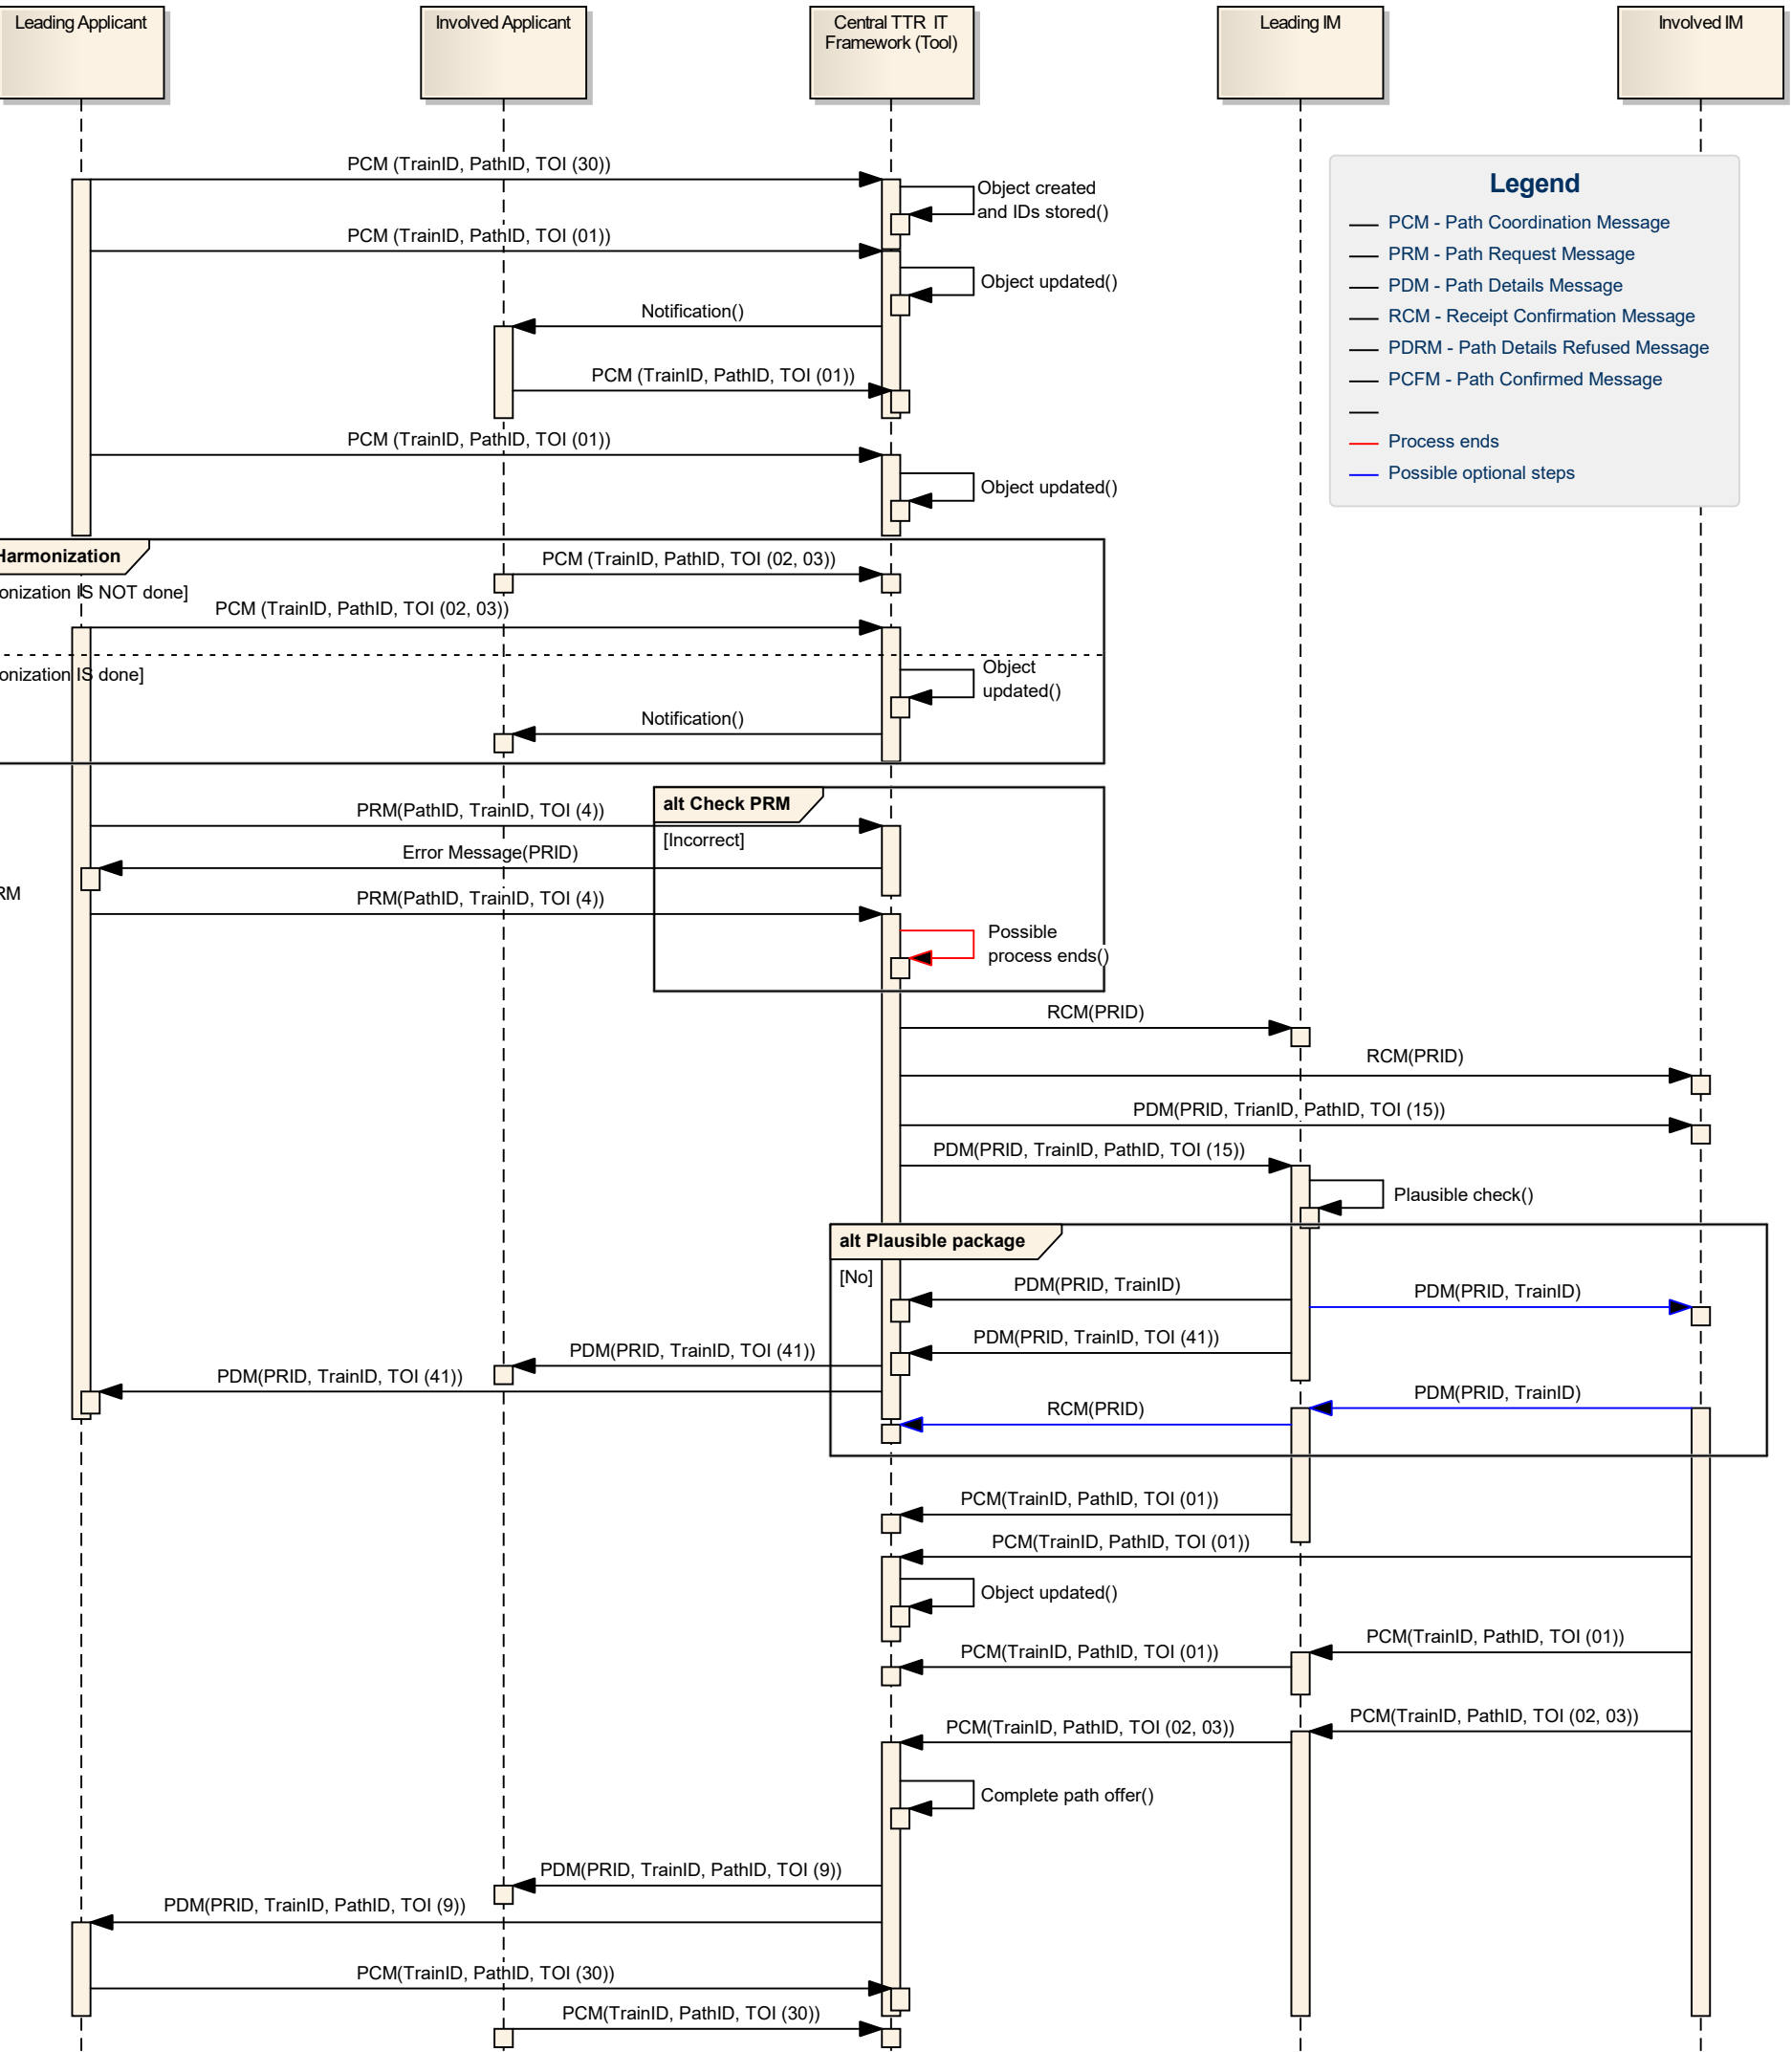 Leading Applicant
Involved Applicant
Central TTR IT
Framework (Tool)
Leading IM
Involved IM
PCM (TrainID, PathID, TOI (30))
Object created
and IDs stored()
Legend
PCM - Path Coordination Message
PRM - Path Request Message
PDM - Path Details Message
RCM - Receipt Confirmation Message
PDRM - Path Details Refused Message
PCFM - Path Confirmed Message
Process ends
Possible optional steps
PCM (TrainID, PathID, TOI (01))
Object updated()
Notification()
PCM (TrainID, PathID, TOI (01))
PCM (TrainID, PathID, TOI (01))
Object updated()
Harmonization
PCM (TrainID, PathID, TOI (02, 03))
onization IS NOT done]
PCM (TrainID, PathID, TOI (02, 03))
onization IS done]
Object
updated()
Notification()
alt Check PRM
PRM(PathID, TrainID, TOI (4))
[Incorrect]
Error Message(PRID)
RM
PRM(PathID, TrainID, TOI (4))
Possible
process ends()
RCM(PRID)
RCM(PRID)
PDM(PRID, TrianID, PathID, TOI (15))
PDM(PRID, TrainID, PathID, TOI (15))
Plausible check()
alt Plausible package
[No]
PDM(PRID, TrainID)
PDM(PRID, TrainID)
PDM(PRID, TrainID, TOI (41))
PDM(PRID, TrainID, TOI (41))
PDM(PRID, TrainID, TOI (41))
PDM(PRID, TrainID)
RCM(PRID)
PCM(TrainID, PathID, TOI (01))
PCM(TrainID, PathID, TOI (01))
Object updated()
PCM(TrainID, PathID, TOI (01))
PCM(TrainID, PathID, TOI (01))
PCM(TrainID, PathID, TOI (02, 03))
PCM(TrainID, PathID, TOI (02, 03))
Complete path offer()
PDM(PRID, TrainID, PathID, TOI (9))
PDM(PRID, TrainID, PathID, TOI (9))
PCM(TrainID, PathID, TOI (30))
PCM(TrainID, PathID, TOI (30))